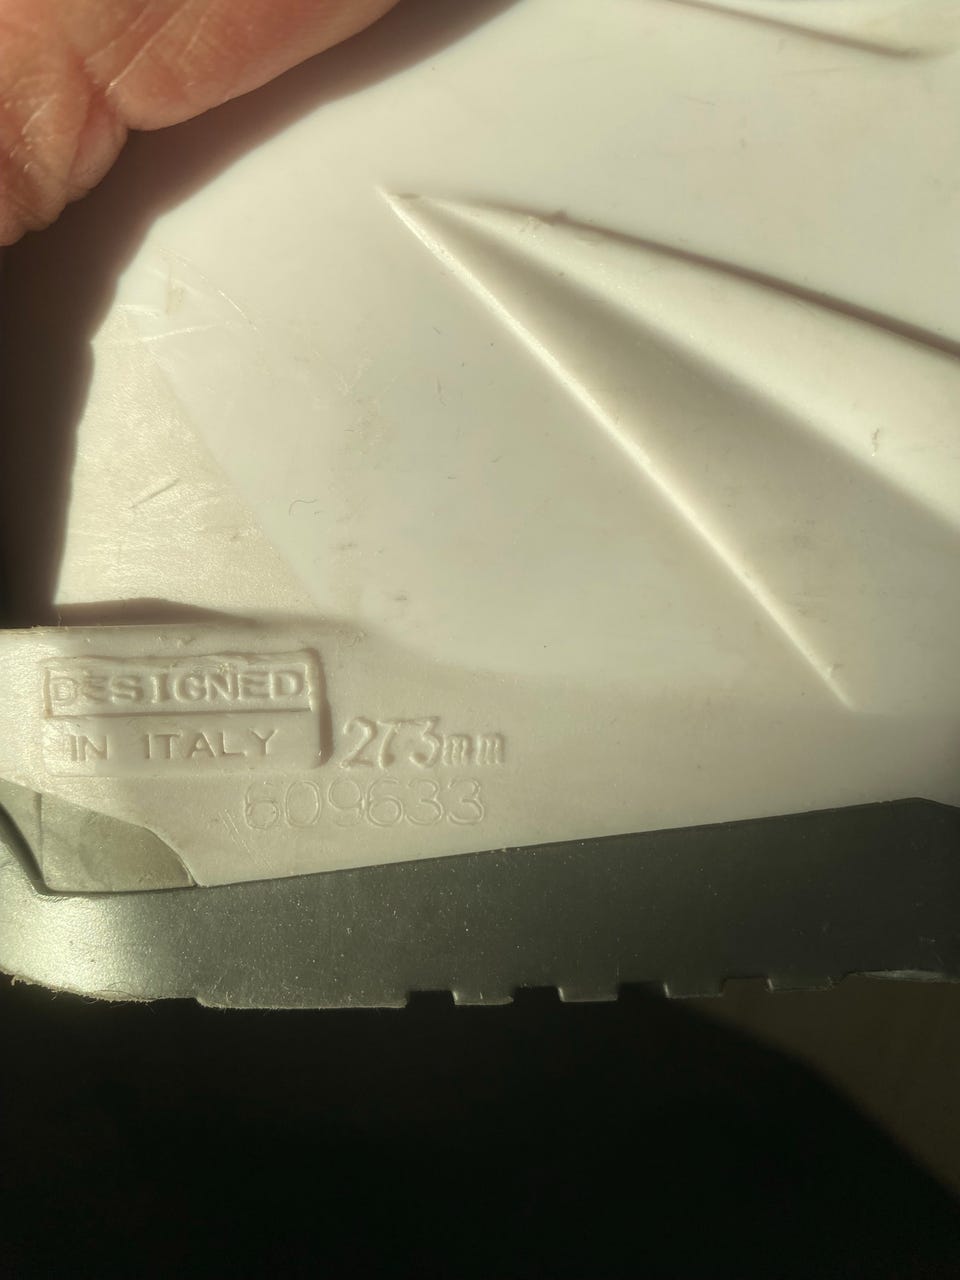 DESIGNED
IN ITALY
273mm
609633